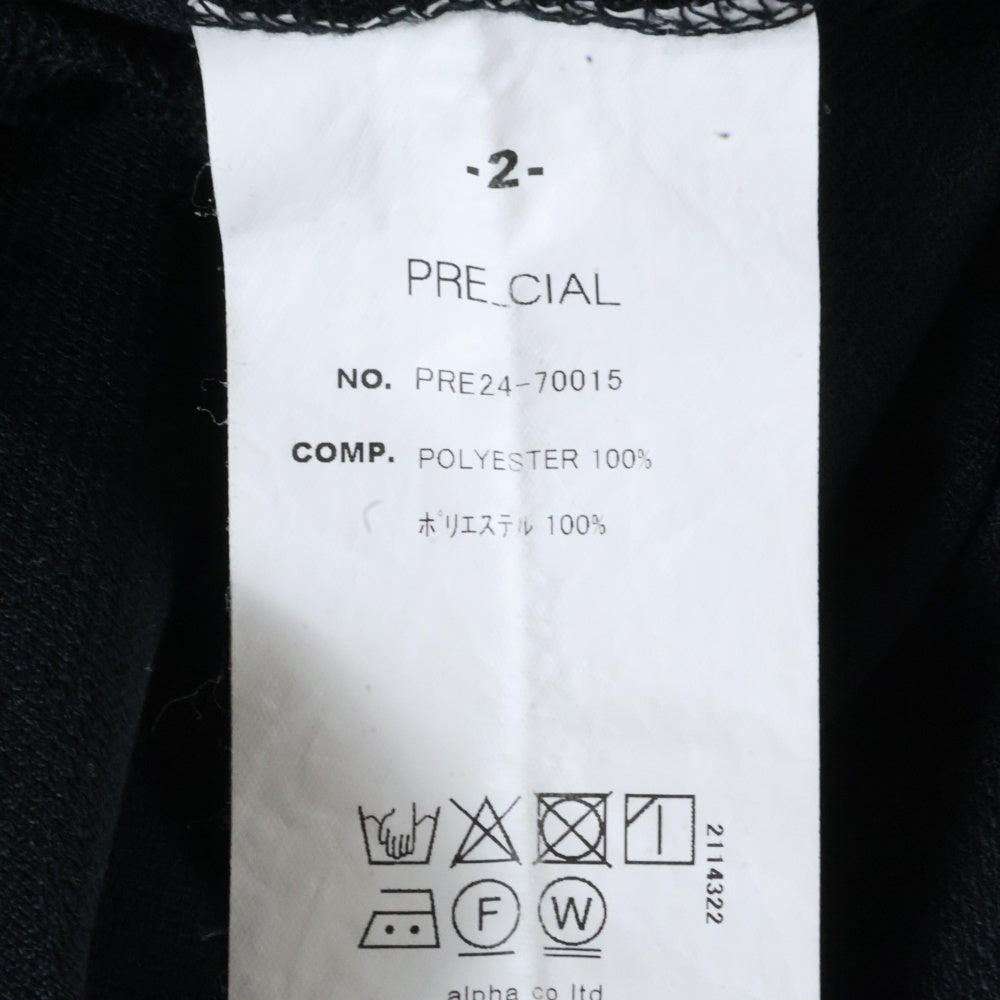 -2-
PRE_CIAL
NO. PRE24-70015
COMP. POLYESTER 100%
ポリエステル 100%
2114322
F W
alpha co ltd